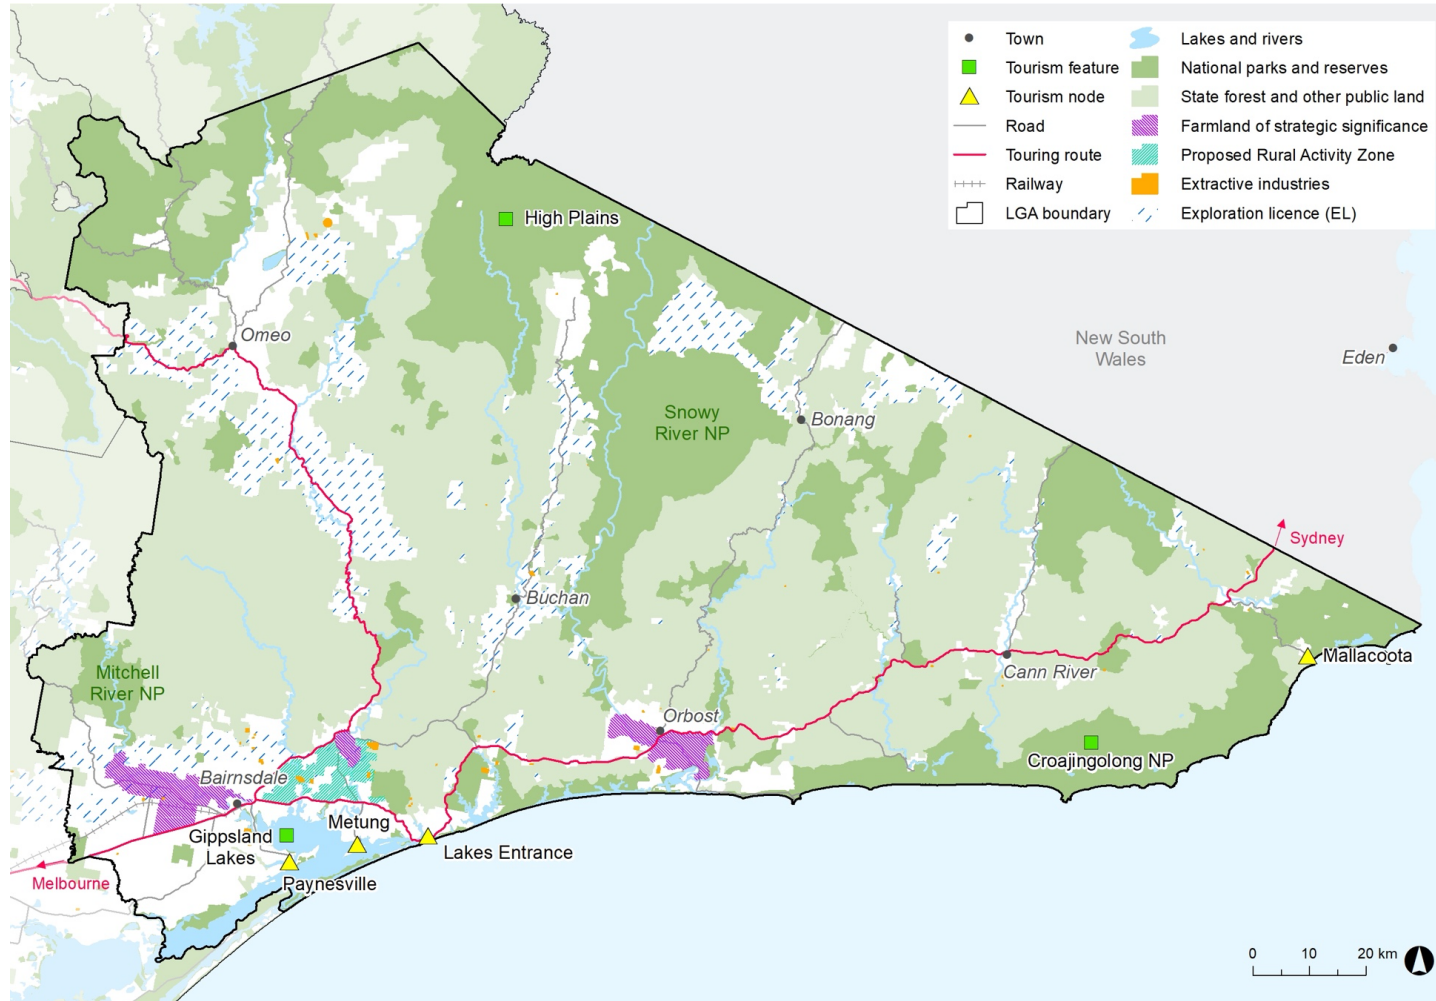 Town
Tourism feature
Tourism node
Road
Touring route
Railway
LGA boundary
Lakes and rivers
National parks and reserves
State forest and other public land
Farmland of strategic significance
Proposed Rural Activity Zone
Extractive industries
Exploration licence (EL)
High Plains
Omeo
New South
Wales
Eden
Snowy
River NP
Bonang
Sydney
Buchan
Mallacoota
Mitchell
River NP
Cann River
Orbost
Croajingolong NP
Bairnsdale
Metung
Gippsland
Lakes
Lakes Entrance
Melbourne
Paynesville
0 10 20 km